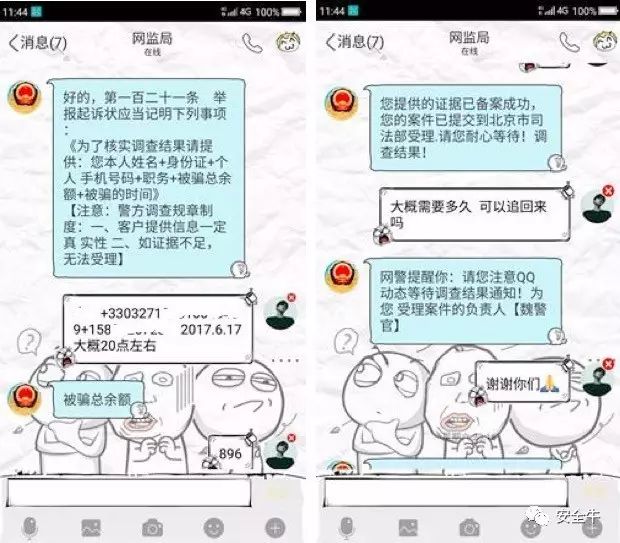 11:44 4G 100%
消息(7) 网监局
在线
好的，第一百二十一条 举
报起诉状应当记明下列事项
：
《为了核实调查结果请提
供：您本人姓名+身份证+个
人 手机号码+职务+被骗总余
额+被骗的时间》
【注意：警方调查规章制
度：一、客户提供信息一定
真 实性 二、如证据不足，
无法受理】
+3303271
9+158 2017.6.17
大概20点左右
被骗总余额
896
11:44 4G 100%
消息(7) 网监局
在线
您提供的证据已备案成功，
您的案件已提交到北京市司
法部受理.请您耐心等待！调
查结果！
大概需要多久 可以追回来
吗
网警提醒你：请您注意QQ
动态等待调查结果通知！为
您 受理案件的负责人【魏警
官】
谢谢你们🙏
安全牛